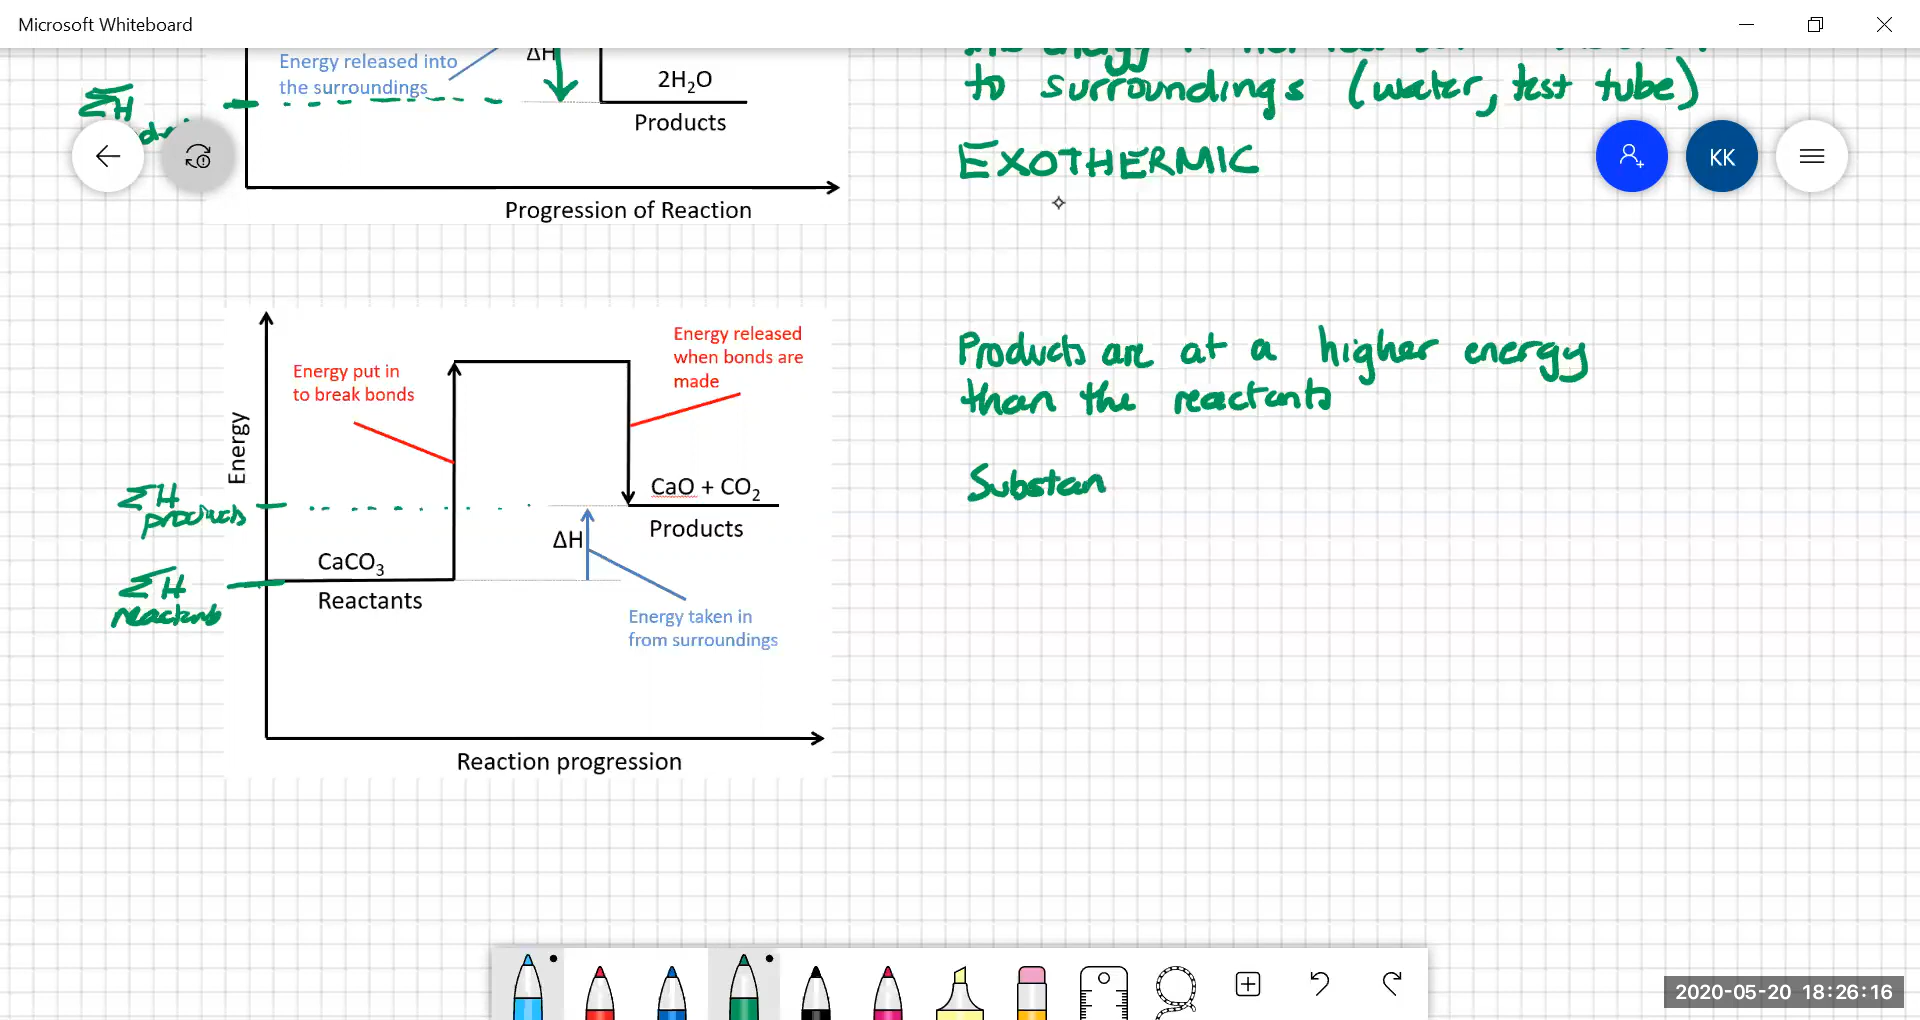 Microsoft Whiteboard
Energy released into
the surroundings
ΔH
2H₂O
Products
ΣH
Progression of Reaction
to surroundings (water, test tube)
EXOTHERMIC
KK
Energy
Energy put in
to break bonds
Energy released
when bonds are
made
CaO + CO₂
Products
ΔH
CaCO₃
Reactants
Energy taken in
from surroundings
ΣH
products
ΣH
reactants
Reaction progression
Products are at a higher energy
than the reactants
Substan
2020-05-20 18:26:16